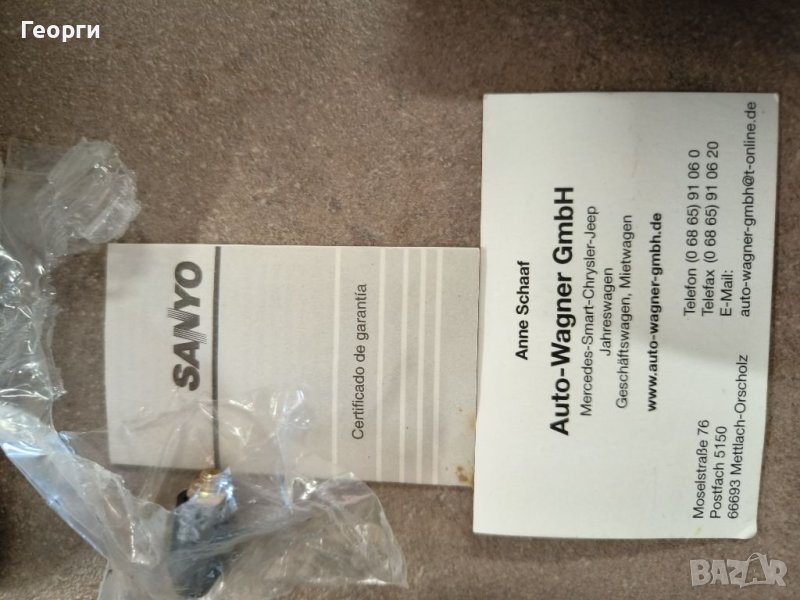 Георги
SANYO
Certificado de garantía
Anne Schaaf
Auto-Wagner GmbH
Mercedes-Smart-Chrysler-Jeep
Jahreswagen
Geschäftswagen, Mietwagen
www.auto-wagner-gmbh.de
Moselstraße 76
Postfach 5150
66693 Mettlach-Orscholz
Telefon (0 68 65) 91 06 0
Telefax (0 68 65) 91 06 20
E-Mail:
auto-wagner-gmbh@t-online.de
BAZAR